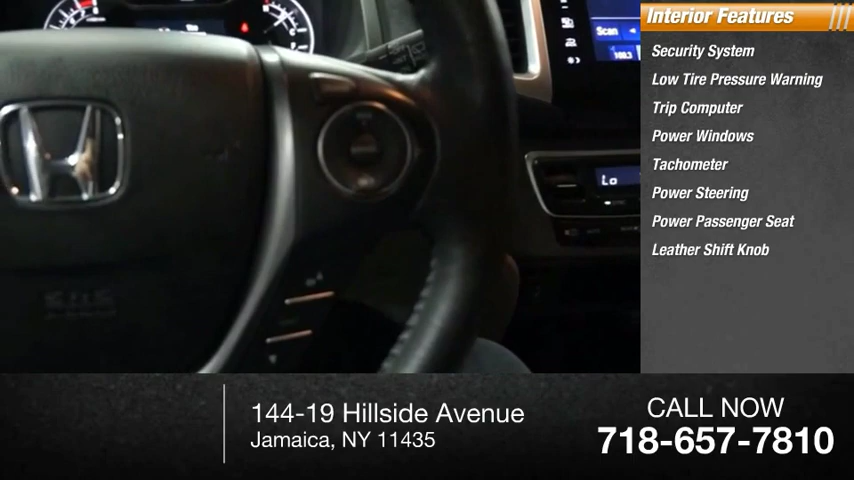 Interior Features
Security System
Low Tire Pressure Warning
Trip Computer
Power Windows
Tachometer
Power Steering
Power Passenger Seat
Leather Shift Knob
Scan
Lo
144-19 Hillside Avenue
Jamaica, NY 11435
CALL NOW
718-657-7810